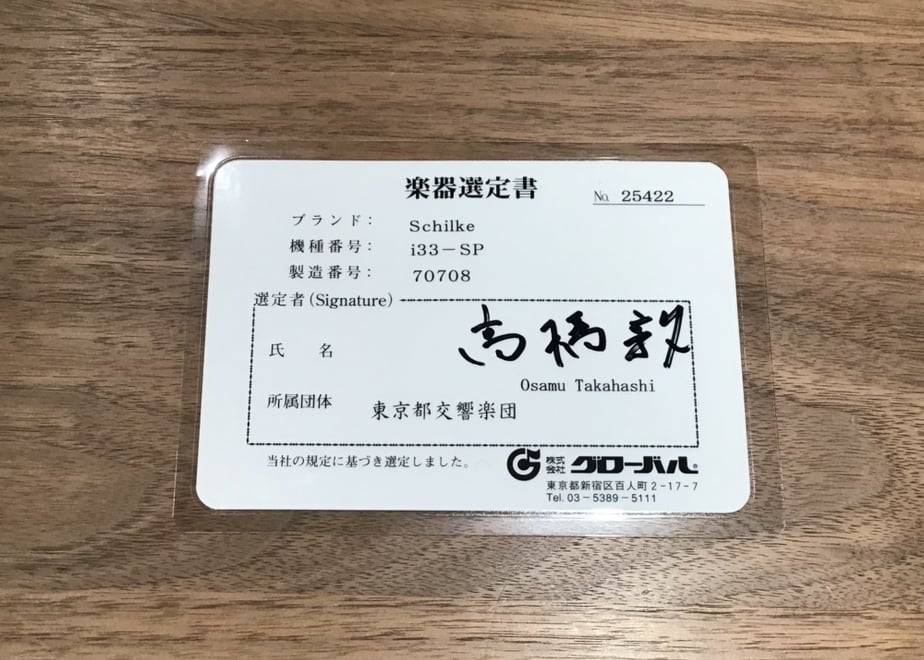 楽器選定書
No. 25422
ブランド： Schilke
機種番号： i33－SP
製造番号： 70708
選定者(Signature)
氏　名 高橋敦
Osamu Takahashi
所属団体 東京都交響楽団
当社の規定に基づき選定しました。
株式会社 グローバル®
東京都新宿区百人町2-17-7
Tel. 03－5389－5111